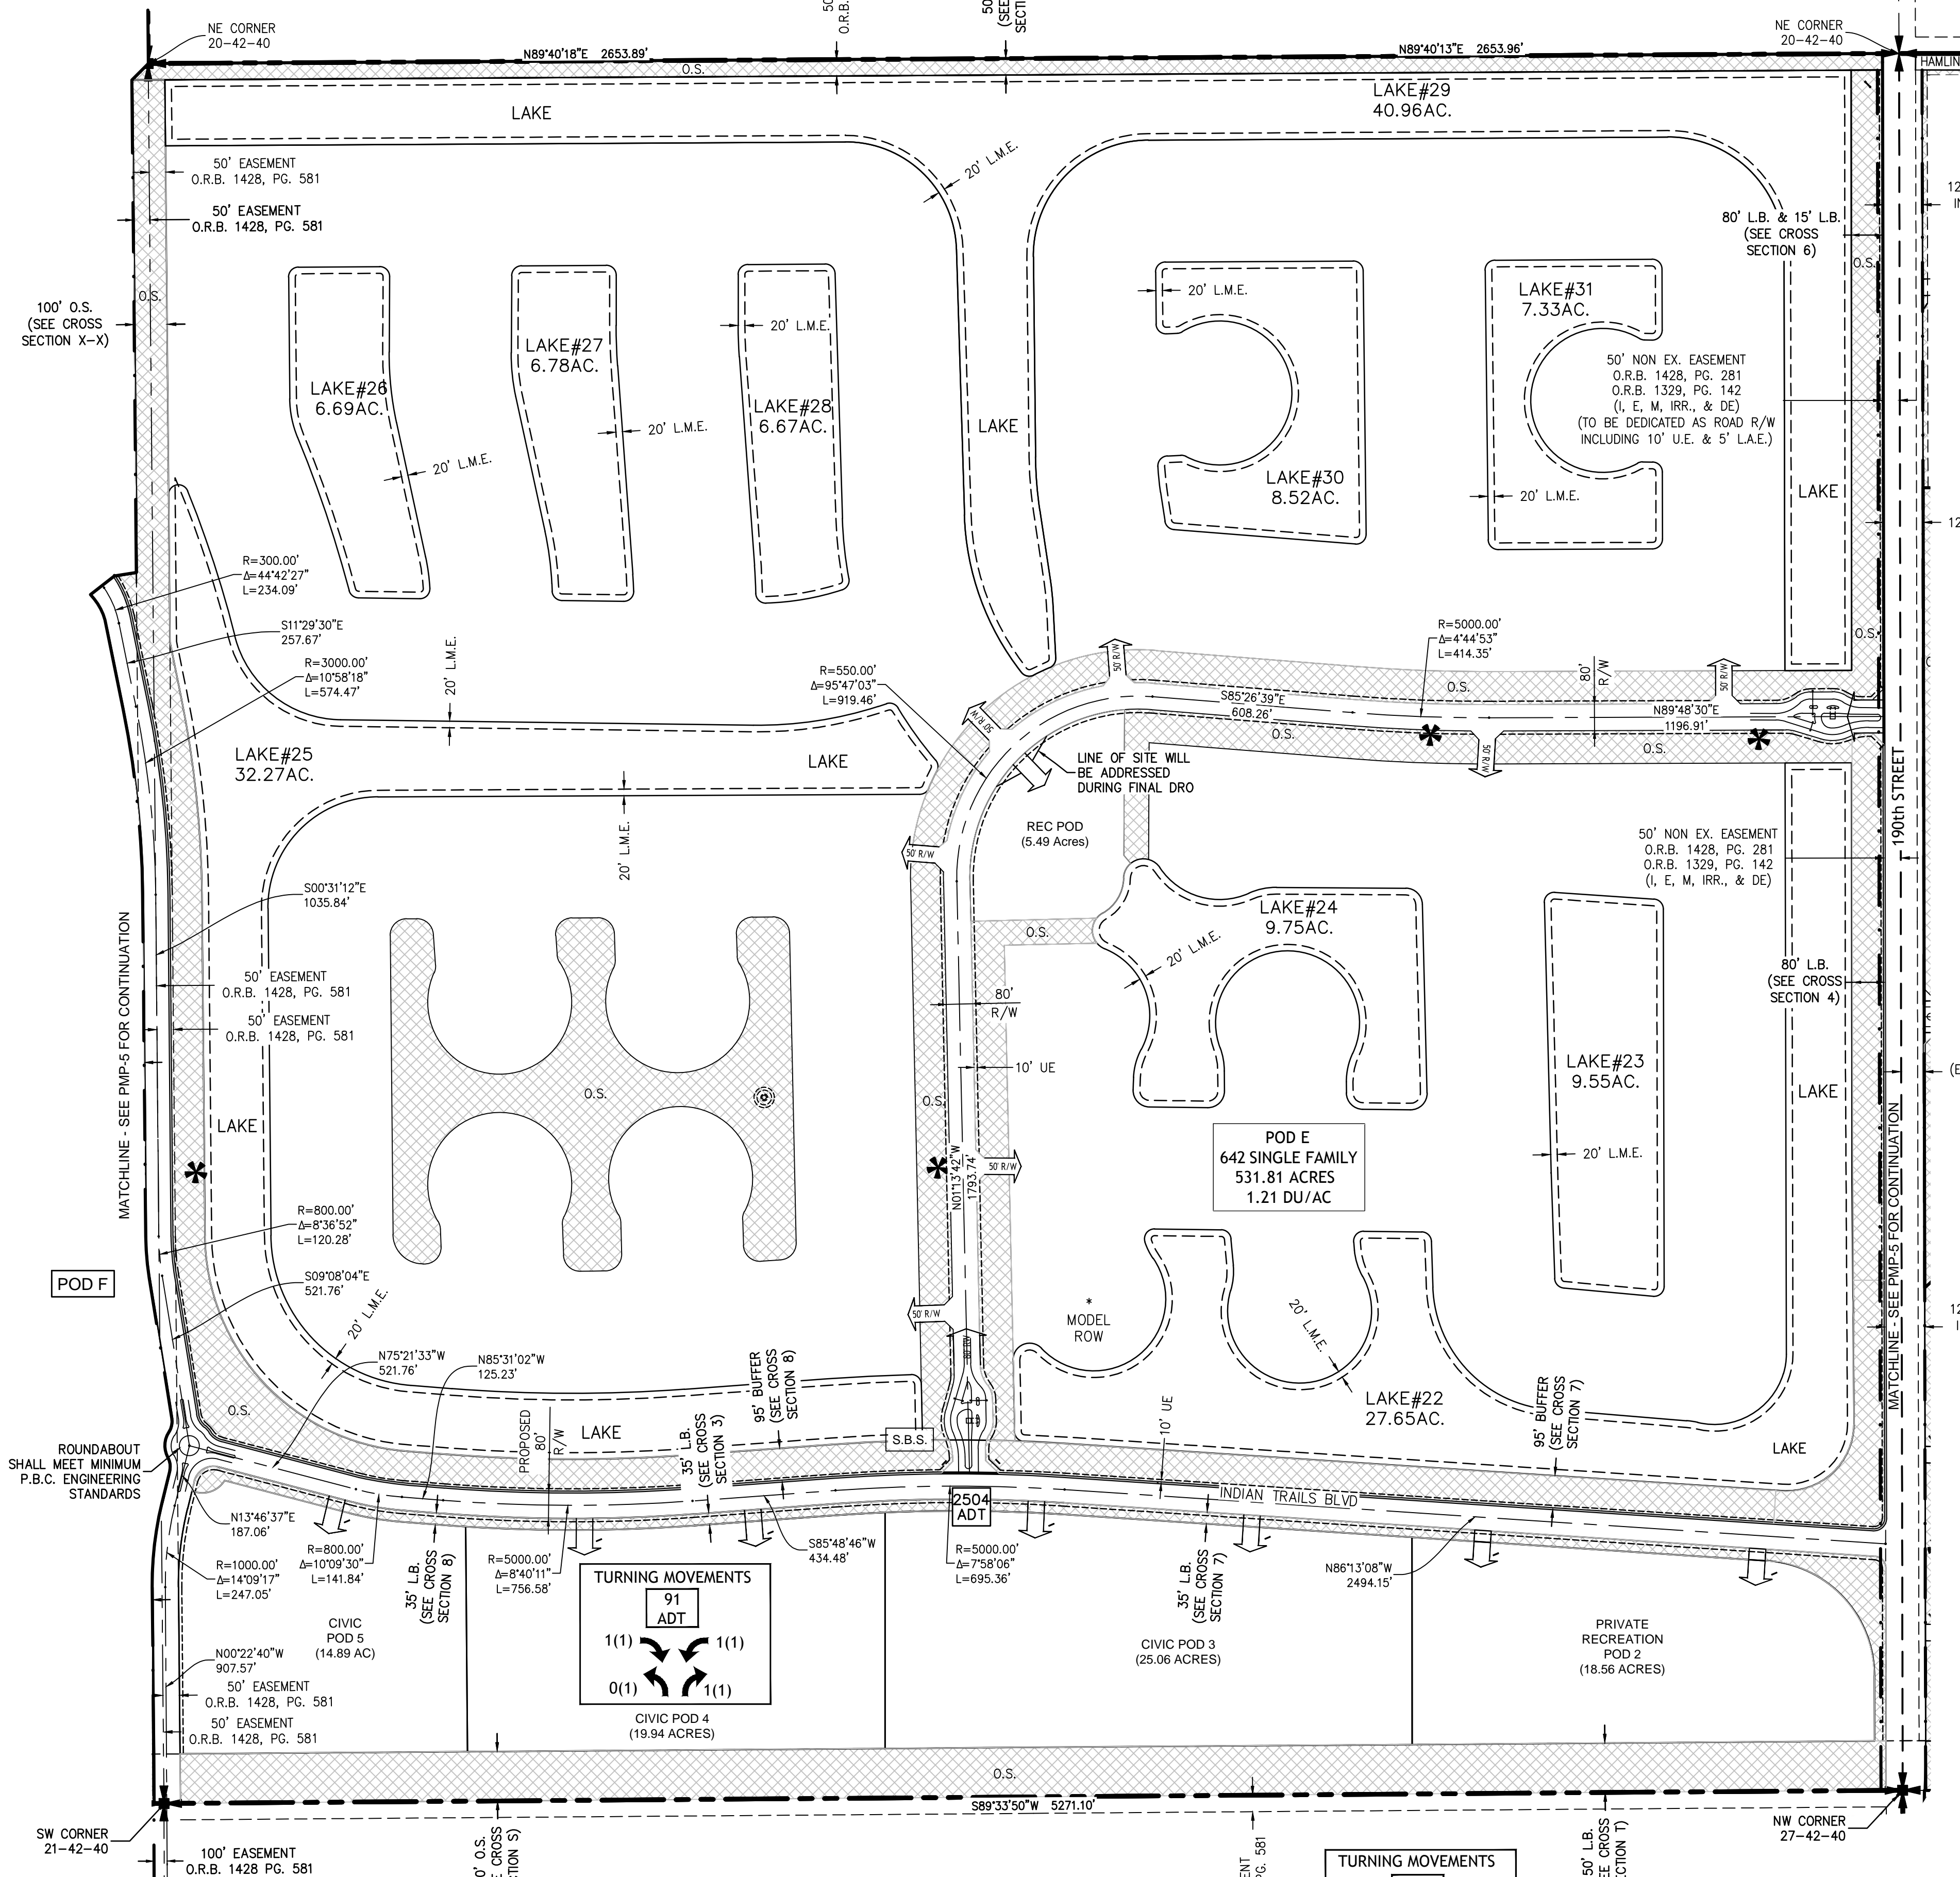 NE CORNER
20-42-40
N89°40'18"E 2653.89'
O.S.
N89°40'13"E 2653.96'
NE CORNER
20-42-40
HAMLIN
LAKE
LAKE#29
40.96AC.
20' L.M.E.
50' EASEMENT
O.R.B. 1428, PG. 581
50' EASEMENT
O.R.B. 1428, PG. 581
80' L.B. & 15' L.B.
(SEE CROSS
SECTION 6)
O.S.
100' O.S.
(SEE CROSS
SECTION X-X)
O.S.
LAKE#26
6.69AC.
20' L.M.E.
LAKE#27
6.78AC.
20' L.M.E.
20' L.M.E.
LAKE#28
6.67AC.
LAKE
20' L.M.E.
LAKE#30
8.52AC.
LAKE#31
7.33AC.
50' NON EX. EASEMENT
O.R.B. 1428, PG. 281
O.R.B. 1329, PG. 142
(I, E, M, IRR., & DE)
(TO BE DEDICATED AS ROAD R/W
INCLUDING 10' U.E. & 5' L.A.E.)
20' L.M.E.
LAKE
O.S.
R=300.00'
Δ=44°42'27"
L=234.09'
S11°29'30"E
257.67'
R=3000.00'
Δ=10°58'18"
L=574.47'
20' L.M.E.
R=550.00'
Δ=95°47'03"
L=919.46'
R=5000.00'
Δ=4°44'53"
L=414.35'
80'
R/W
50' R/W
50' R/W
50' R/W
50' R/W
50' R/W
S85°26'39"E
608.26'
O.S.
O.S.
N89°48'30"E
1196.91'
O.S.
LAKE#25
32.27AC.
LAKE
LINE OF SITE WILL
BE ADDRESSED
DURING FINAL DRO
REC POD
(5.49 Acres)
20' L.M.E.
190th STREET
50' NON EX. EASEMENT
O.R.B. 1428, PG. 281
O.R.B. 1329, PG. 142
(I, E, M, IRR., & DE)
S00°31'12"E
1035.84'
MATCHLINE - SEE PMP-5 FOR CONTINUATION
50' EASEMENT
O.R.B. 1428, PG. 581
50' EASEMENT
O.R.B. 1428, PG. 581
O.S.
LAKE#24
9.75AC.
20' L.M.E.
80'
R/W
10' UE
80' L.B.
(SEE CROSS
SECTION 4)
LAKE#23
9.55AC.
20' L.M.E.
LAKE
LAKE
O.S.
O.S.
N01°13'42"W
1793.74'
50' R/W
POD E
642 SINGLE FAMILY
531.81 ACRES
1.21 DU/AC
MATCHLINE - SEE PMP-5 FOR CONTINUATION
R=800.00'
Δ=8°36'52"
L=120.28'
S09°08'04"E
521.76'
POD F
20' L.M.E.
50' R/W
*
MODEL
ROW
20' L.M.E.
N75°21'33"W
521.76'
N85°31'02"W
125.23'
O.S.
PROPOSED
80'
R/W
LAKE
35' L.B.
(SEE CROSS
SECTION 3)
95' BUFFER
(SEE CROSS
SECTION 8)
S.B.S.
10' UE
LAKE#22
27.65AC.
95' BUFFER
(SEE CROSS
SECTION 7)
LAKE
ROUNDABOUT
SHALL MEET MINIMUM
P.B.C. ENGINEERING
STANDARDS
INDIAN TRAILS BLVD
2504
ADT
N13°46'37"E
187.06'
R=1000.00'
Δ=14°09'17"
L=247.05'
R=800.00'
Δ=10°09'30"
L=141.84'
35' L.B.
(SEE CROSS
SECTION 8)
R=5000.00'
Δ=8°40'11"
L=756.58'
S85°48'46"W
434.48'
R=5000.00'
Δ=7°58'06"
L=695.36'
35' L.B.
(SEE CROSS
SECTION 7)
N86°13'08"W
2494.15'
TURNING MOVEMENTS
91
ADT
1(1) 1(1)
0(1) 1(1)
CIVIC
POD 5
(14.89 AC)
CIVIC POD 4
(19.94 ACRES)
CIVIC POD 3
(25.06 ACRES)
PRIVATE
RECREATION
POD 2
(18.56 ACRES)
N00°22'40"W
907.57'
50' EASEMENT
O.R.B. 1428, PG. 581
50' EASEMENT
O.R.B. 1428, PG. 581
O.S.
S89°33'50"W 5271.10'
SW CORNER
21-42-40
NW CORNER
27-42-40
100' EASEMENT
O.R.B. 1428 PG. 581
50' L.B.
TURNING MOVEMENTS